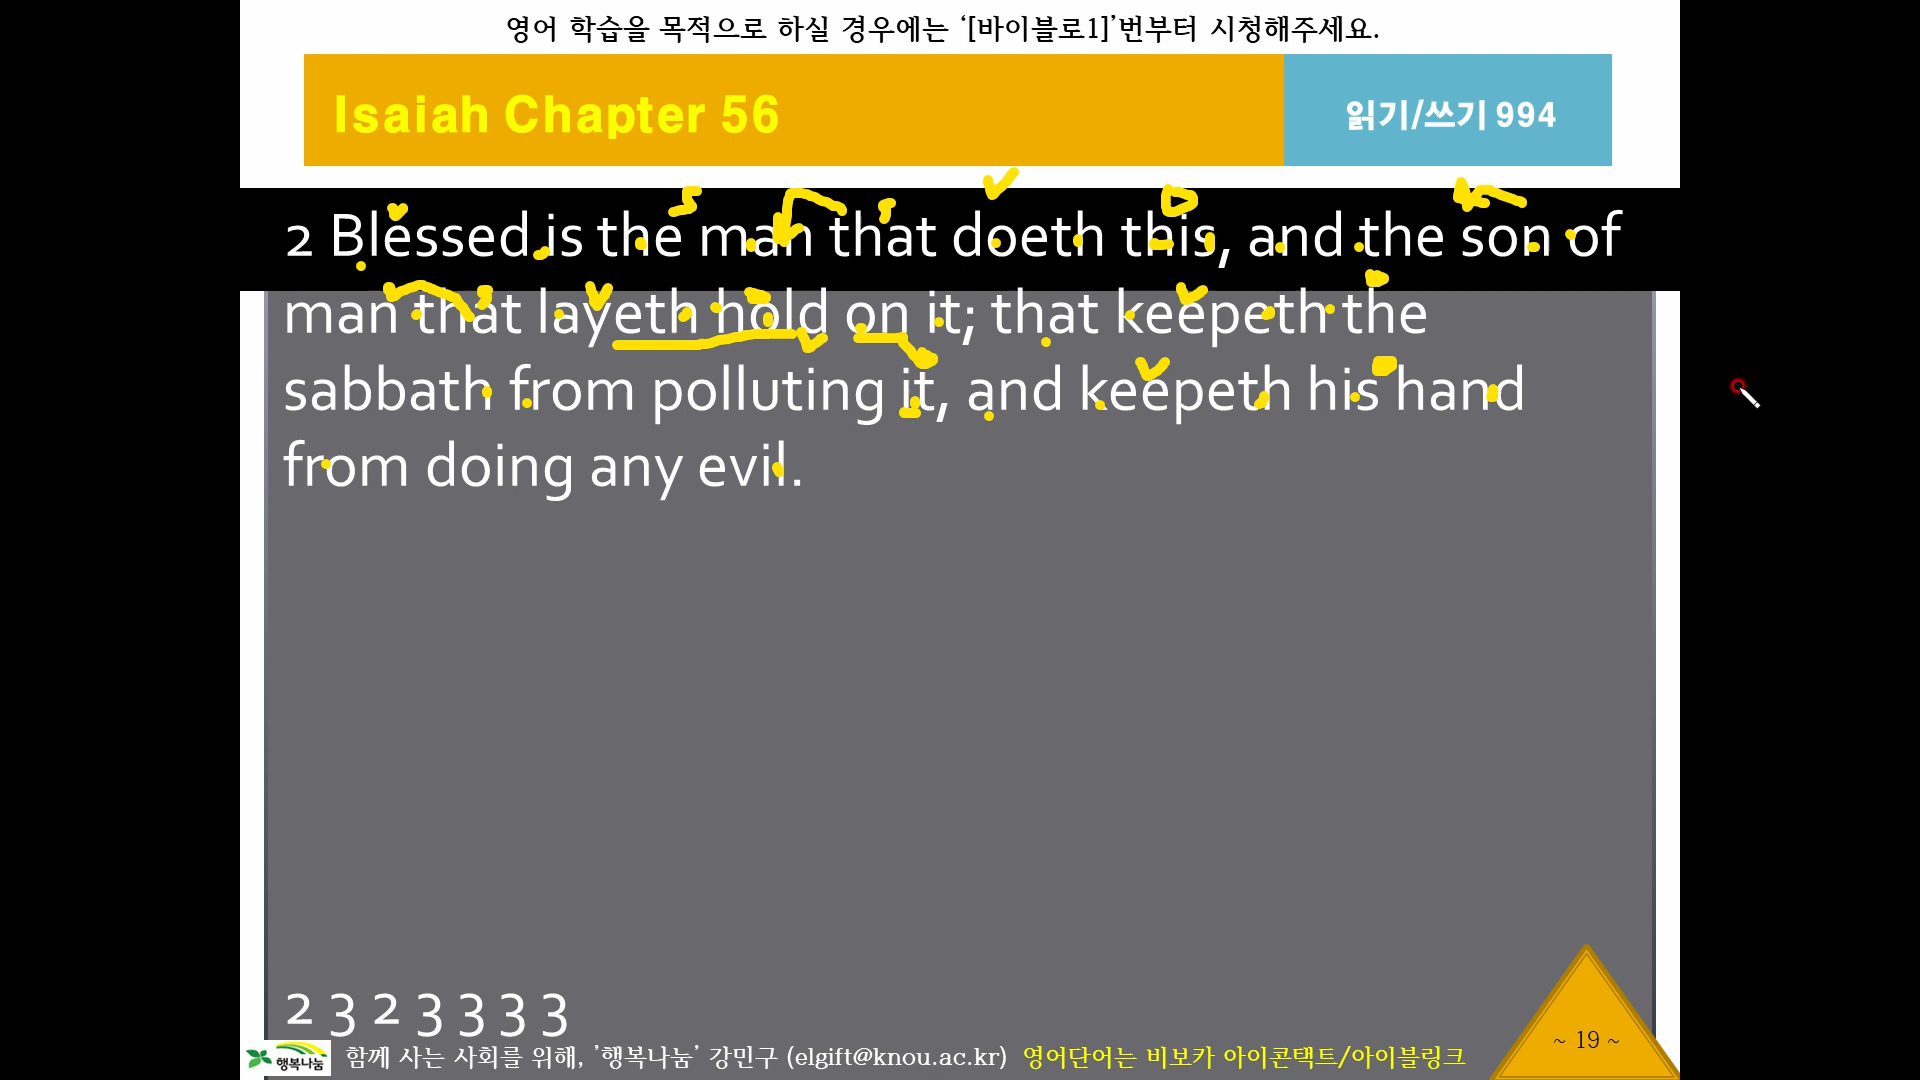 영어 학습을 목적으로 하실 경우에는 ‘[바이블로1]’번부터 시청해주세요.
Isaiah Chapter 56
읽기/쓰기 994
2 Blessed is the man that doeth this, and the son of
man that layeth hold on it; that keepeth the
sabbath from polluting it, and keepeth his hand
from doing any evil.
2 3 2 3 3 3 3
~ 19 ~
행복나눔 함께 사는 사회를 위해, ’행복나눔’ 강민구 (elgift@knou.ac.kr) 영어단어는 비보카 아이콘택트/아이블링크